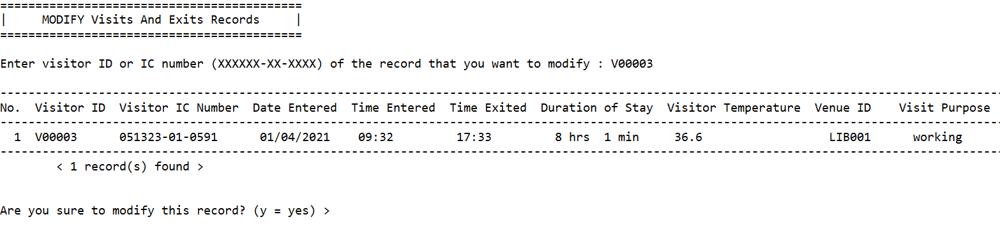 ===========================================
|     MODIFY Visits And Exits Records     |
===========================================
Enter visitor ID or IC number (XXXXXX-XX-XXXX) of the record that you want to modify : V00003
----------------------------------------------------------------------------------------------------------------------------------------------
No.  Visitor ID  Visitor IC Number  Date Entered  Time Entered  Time Exited  Duration of Stay  Visitor Temperature  Venue ID    Visit Purpose
----------------------------------------------------------------------------------------------------------------------------------------------
  1  V00003      051323-01-0591      01/04/2021    09:32         17:33         8 hrs  1 min     36.6                  LIB001      working
----------------------------------------------------------------------------------------------------------------------------------------------
        < 1 record(s) found >
Are you sure to modify this record? (y = yes) >